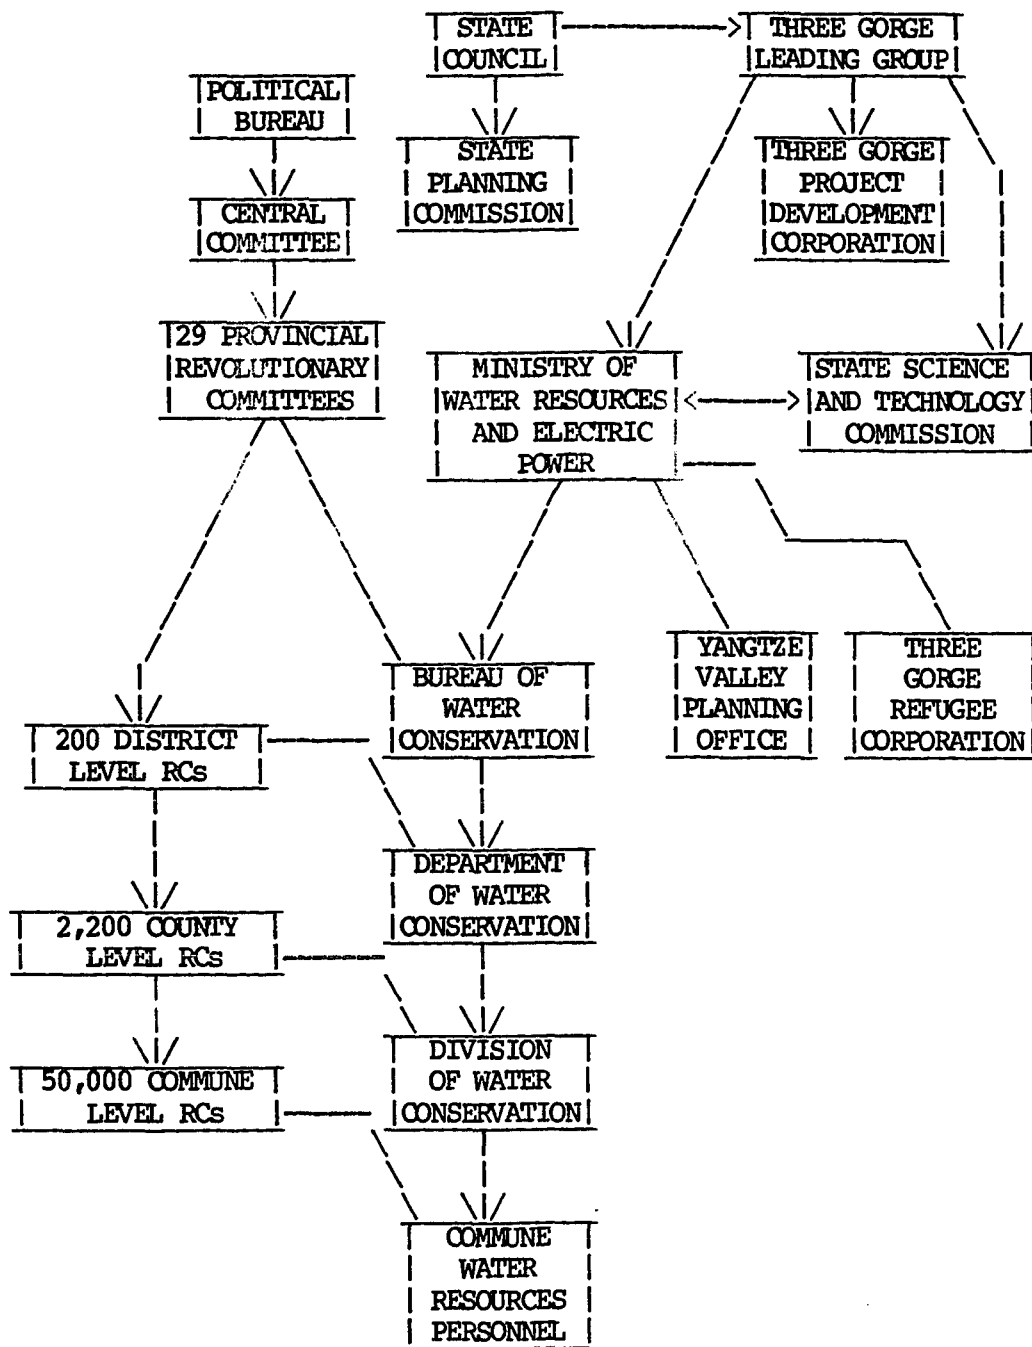 STATE
COUNCIL
THREE GORGE
LEADING GROUP
POLITICAL
BUREAU
STATE
PLANNING
COMMISSION
THREE GORGE
PROJECT
DEVELOPMENT
CORPORATION
CENTRAL
COMMITTEE
29 PROVINCIAL
REVOLUTIONARY
COMMITTEES
MINISTRY OF
WATER RESOURCES
AND ELECTRIC
POWER
STATE SCIENCE
AND TECHNOLOGY
COMMISSION
BUREAU OF
WATER
CONSERVATION
YANGTZE
VALLEY
PLANNING
OFFICE
THREE
GORGE
REFUGEE
CORPORATION
200 DISTRICT
LEVEL RCs
DEPARTMENT
OF WATER
CONSERVATION
2,200 COUNTY
LEVEL RCs
DIVISION
OF WATER
CONSERVATION
50,000 COMMUNE
LEVEL RCs
COMMUNE
WATER
RESOURCES
PERSONNEL